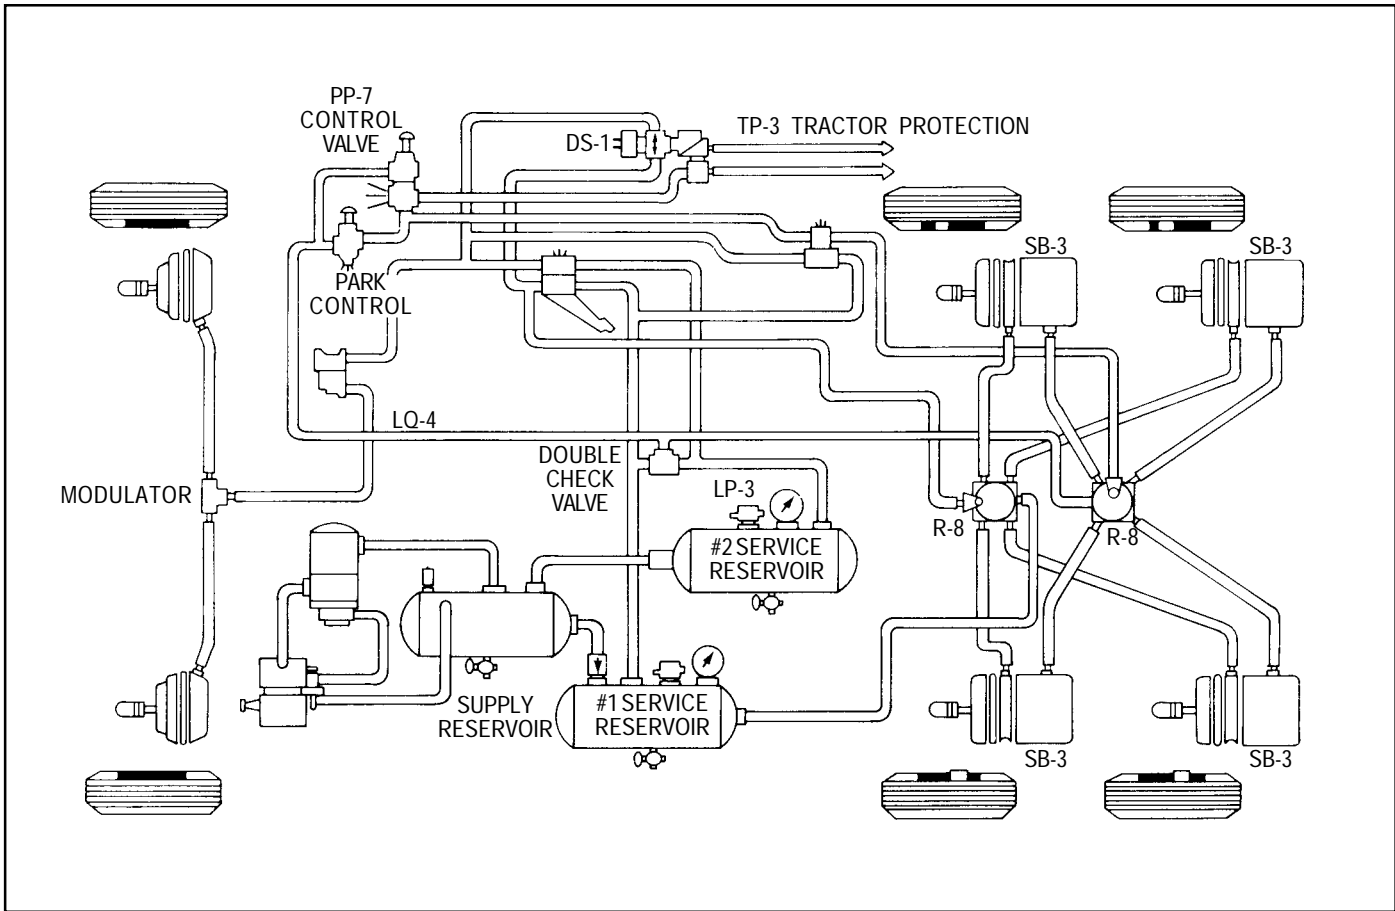 PP-7
CONTROL
VALVE
DS-1
TP-3 TRACTOR PROTECTION
SB-3
SB-3
PARK
CONTROL
LQ-4
DOUBLE
CHECK
VALVE
MODULATOR
LP-3
R-8
R-8
#2 SERVICE
RESERVOIR
SUPPLY
RESERVOIR
#1 SERVICE
RESERVOIR
SB-3
SB-3